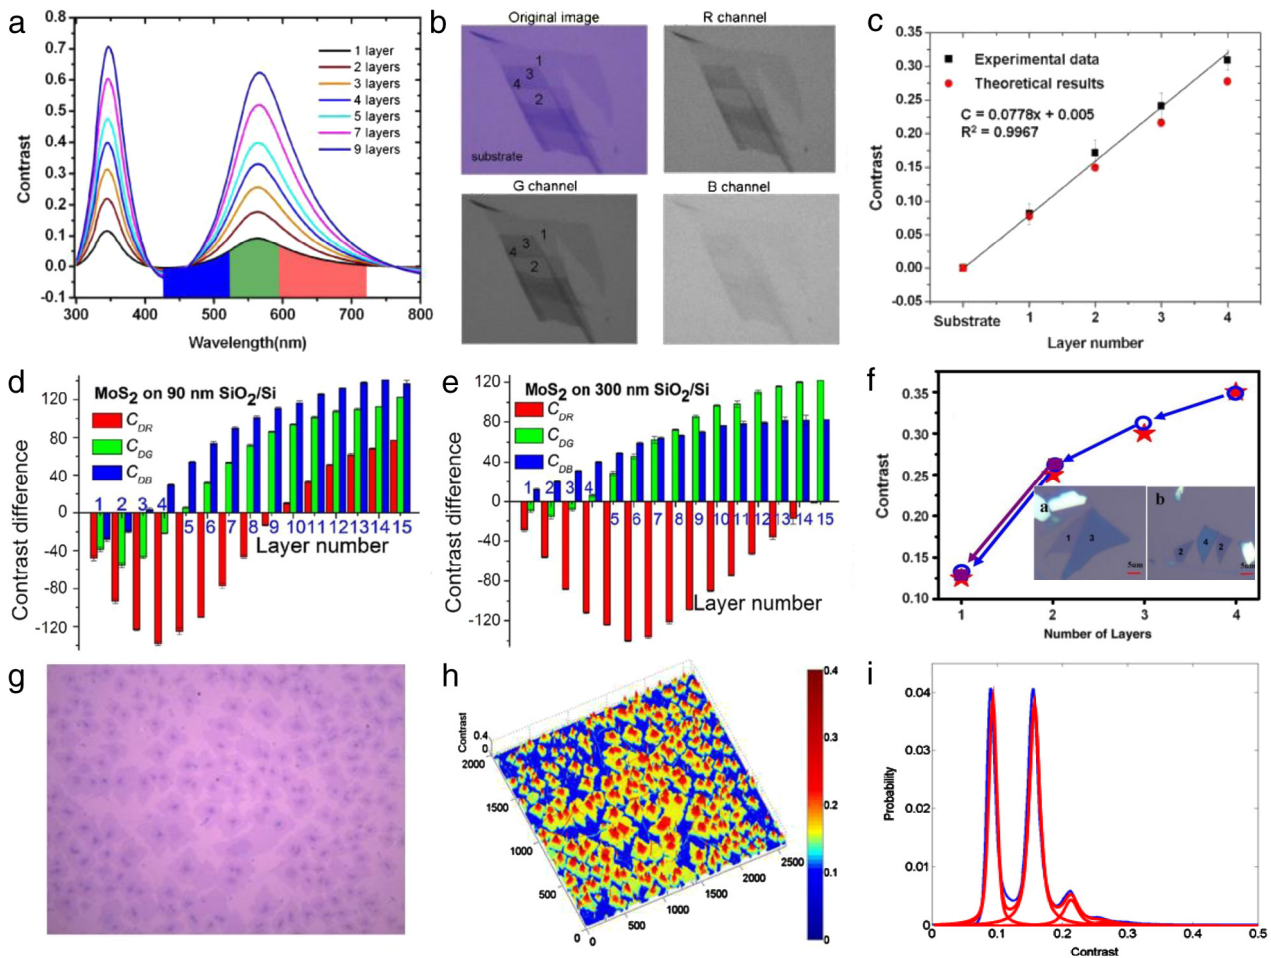 a
0.8
0.7
0.6
0.5
0.4
0.3
0.2
0.1
0.0
-0.1
Contrast
1 layer
2 layers
3 layers
4 layers
5 layers
7 layers
9 layers
300 400 500 600 700 800
Wavelength(nm)
b
Original image
R channel
1
3
4
2
substrate
G channel
B channel
1
3
4
2
c
0.35
0.30
0.25
0.20
0.15
0.10
0.05
0.00
-0.05
Contrast
Experimental data
Theoretical results
C = 0.0778x + 0.005
R² = 0.9967
Substrate 1 2 3 4
Layer number
d
120
80
40
0
-40
-80
-120
Contrast difference
MoS₂ on 90 nm SiO₂/Si
C_DR
C_DG
C_DB
1 2 3 4
5 6 7 8 9 10 11 12 13 14 15
Layer number
e
120
80
40
0
-40
-80
-120
Contrast difference
MoS₂ on 300 nm SiO₂/Si
C_DR
C_DG
C_DB
1 2 3 4
5 6 7 8 9 10 11 12 13 14 15
Layer number
f
0.35
0.30
0.25
0.20
0.15
0.10
Contrast
a
1 3
5um
b
2 4 2
5um
1 2 3 4
Number of Layers
g
h
Contrast
0.4
0
2000
1500
1000
500
0
0 500 1000 1500 2000 2500
0.4
0.3
0.2
0.1
0
i
0.04
0.03
0.02
0.01
0
Probability
0 0.1 0.2 0.3 0.4 0.5
Contrast